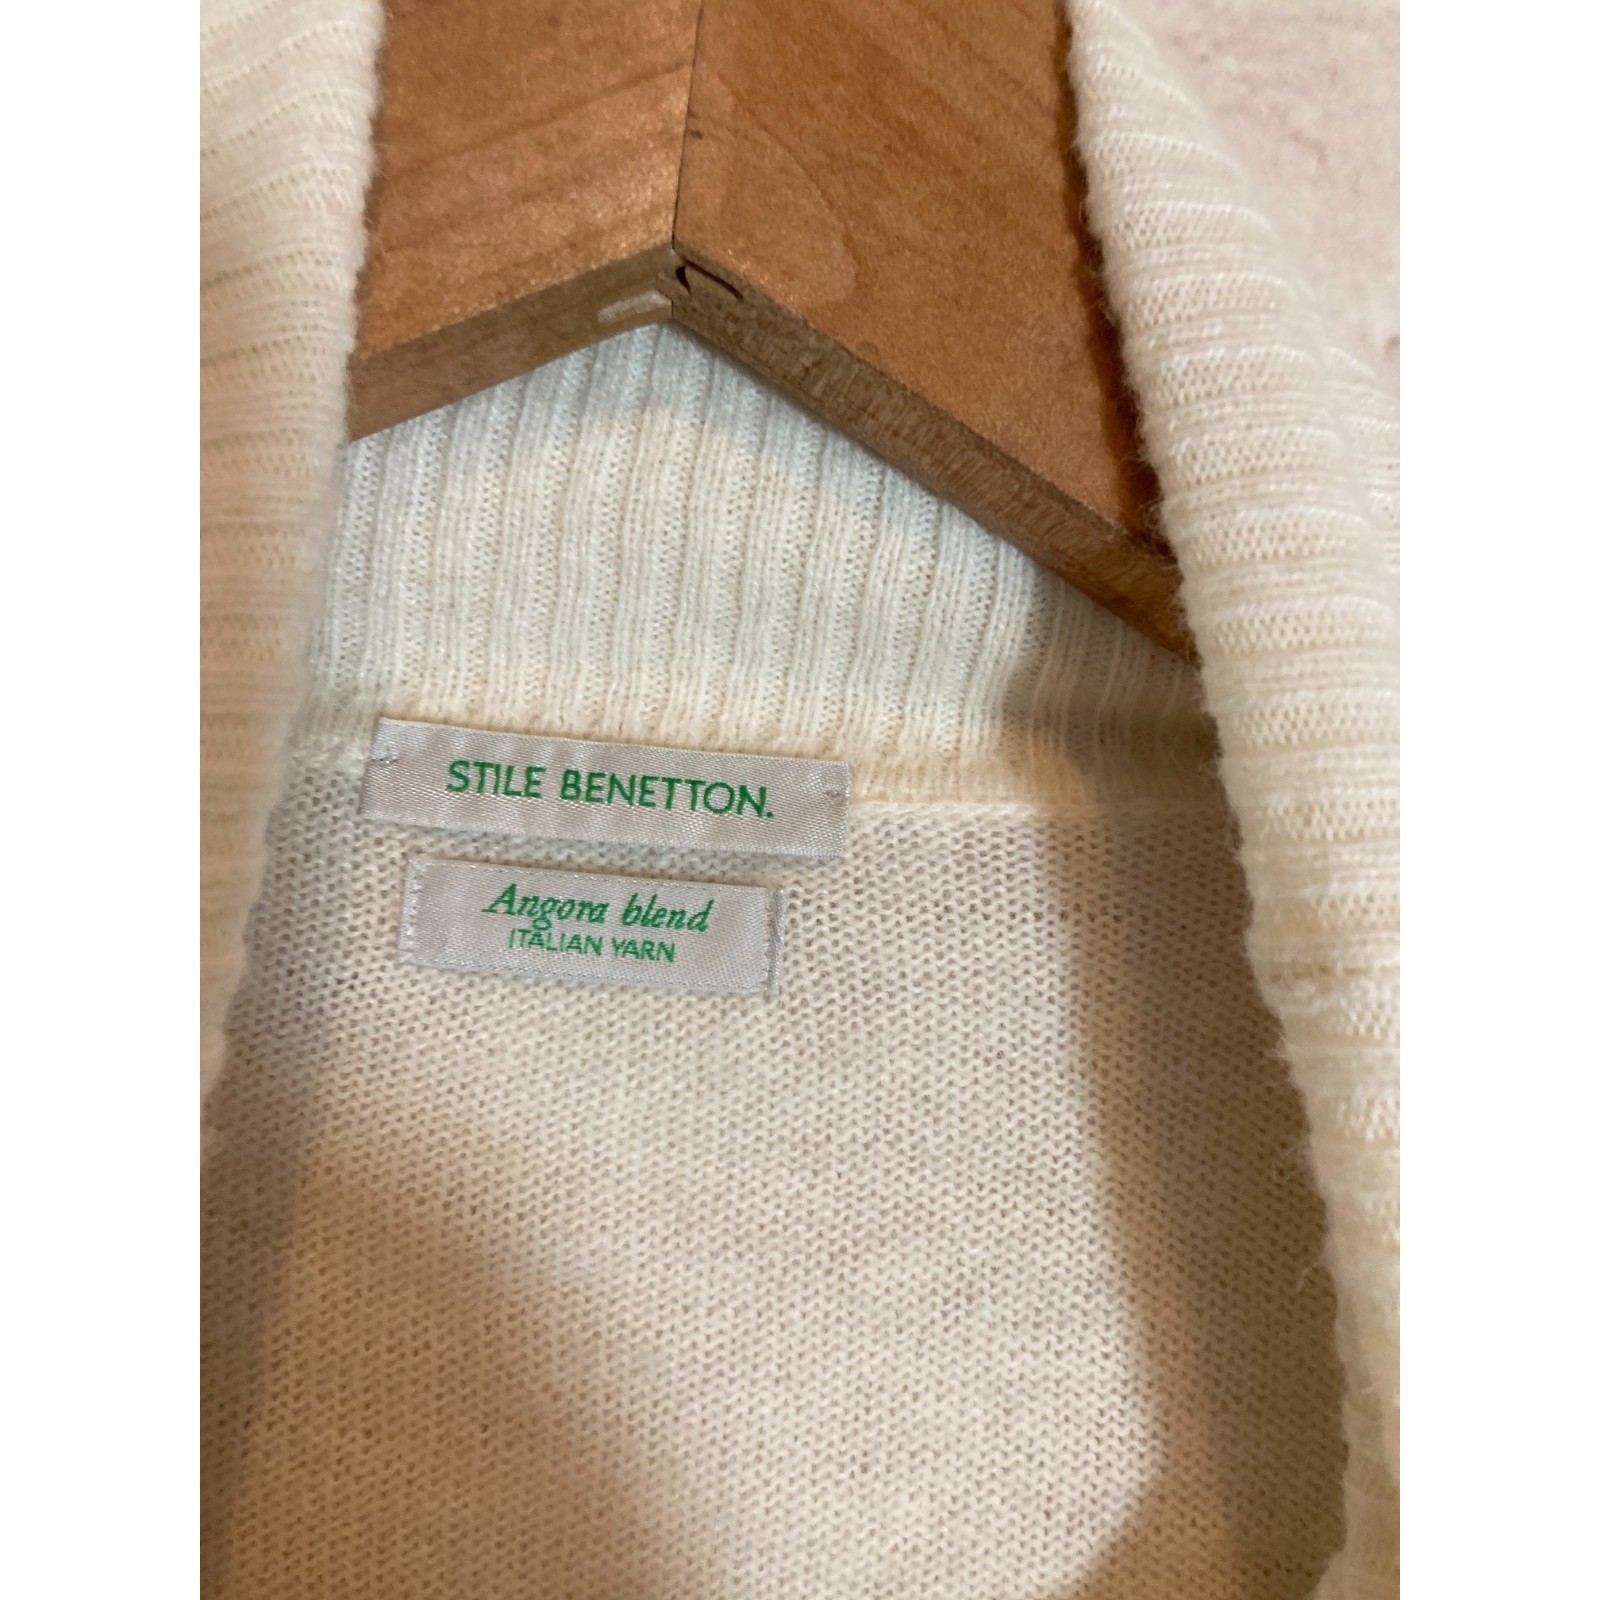 STILE BENETTON.
Angora blend
ITALIAN YARN